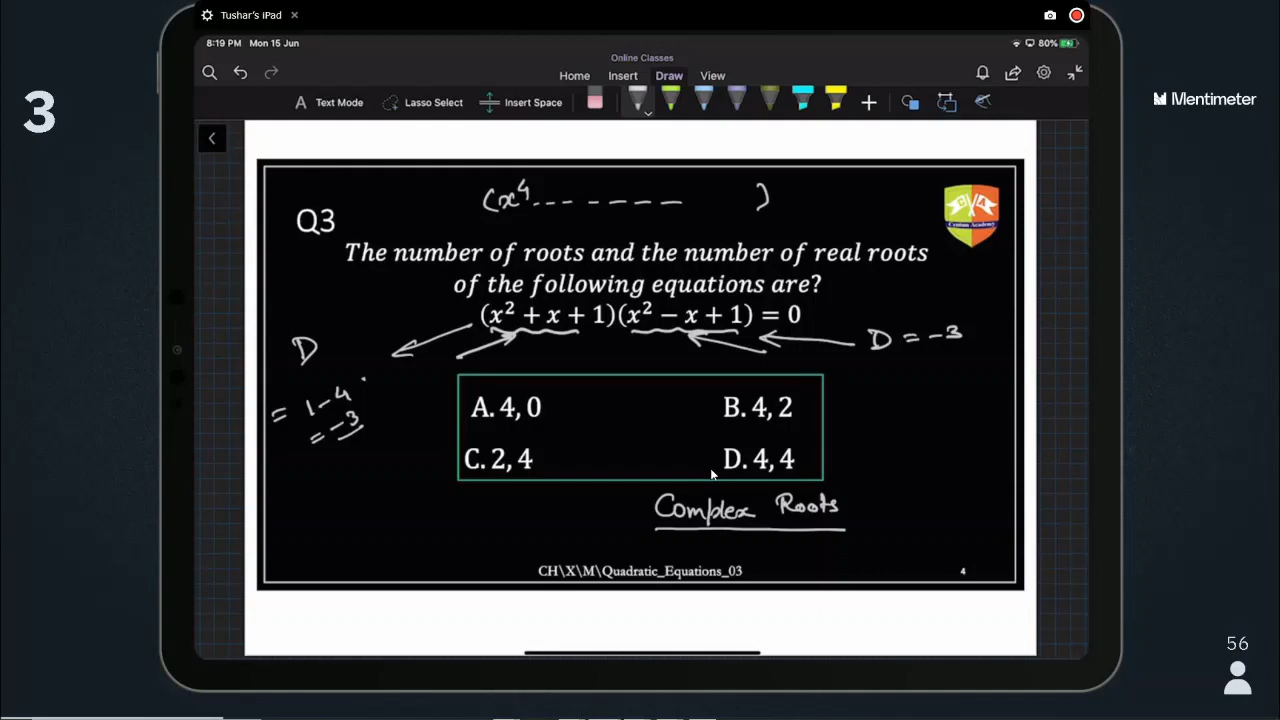 Tushar's iPad ×
8:19 PM Mon 15 Jun
80%
Online Classes
Home Insert Draw View
A Text Mode Lasso Select Insert Space
3
Mentimeter
(x⁴ - - - - - - - )
Q3
Centum Academy
The number of roots and the number of real roots
of the following equations are?
(x² + x + 1)(x² − x + 1) = 0
D
= 1 - 4
= -3
D = -3
A. 4, 0 B. 4, 2
C. 2, 4 D. 4, 4
Complex Roots
CH\X\M\Quadratic_Equations_03
4
56